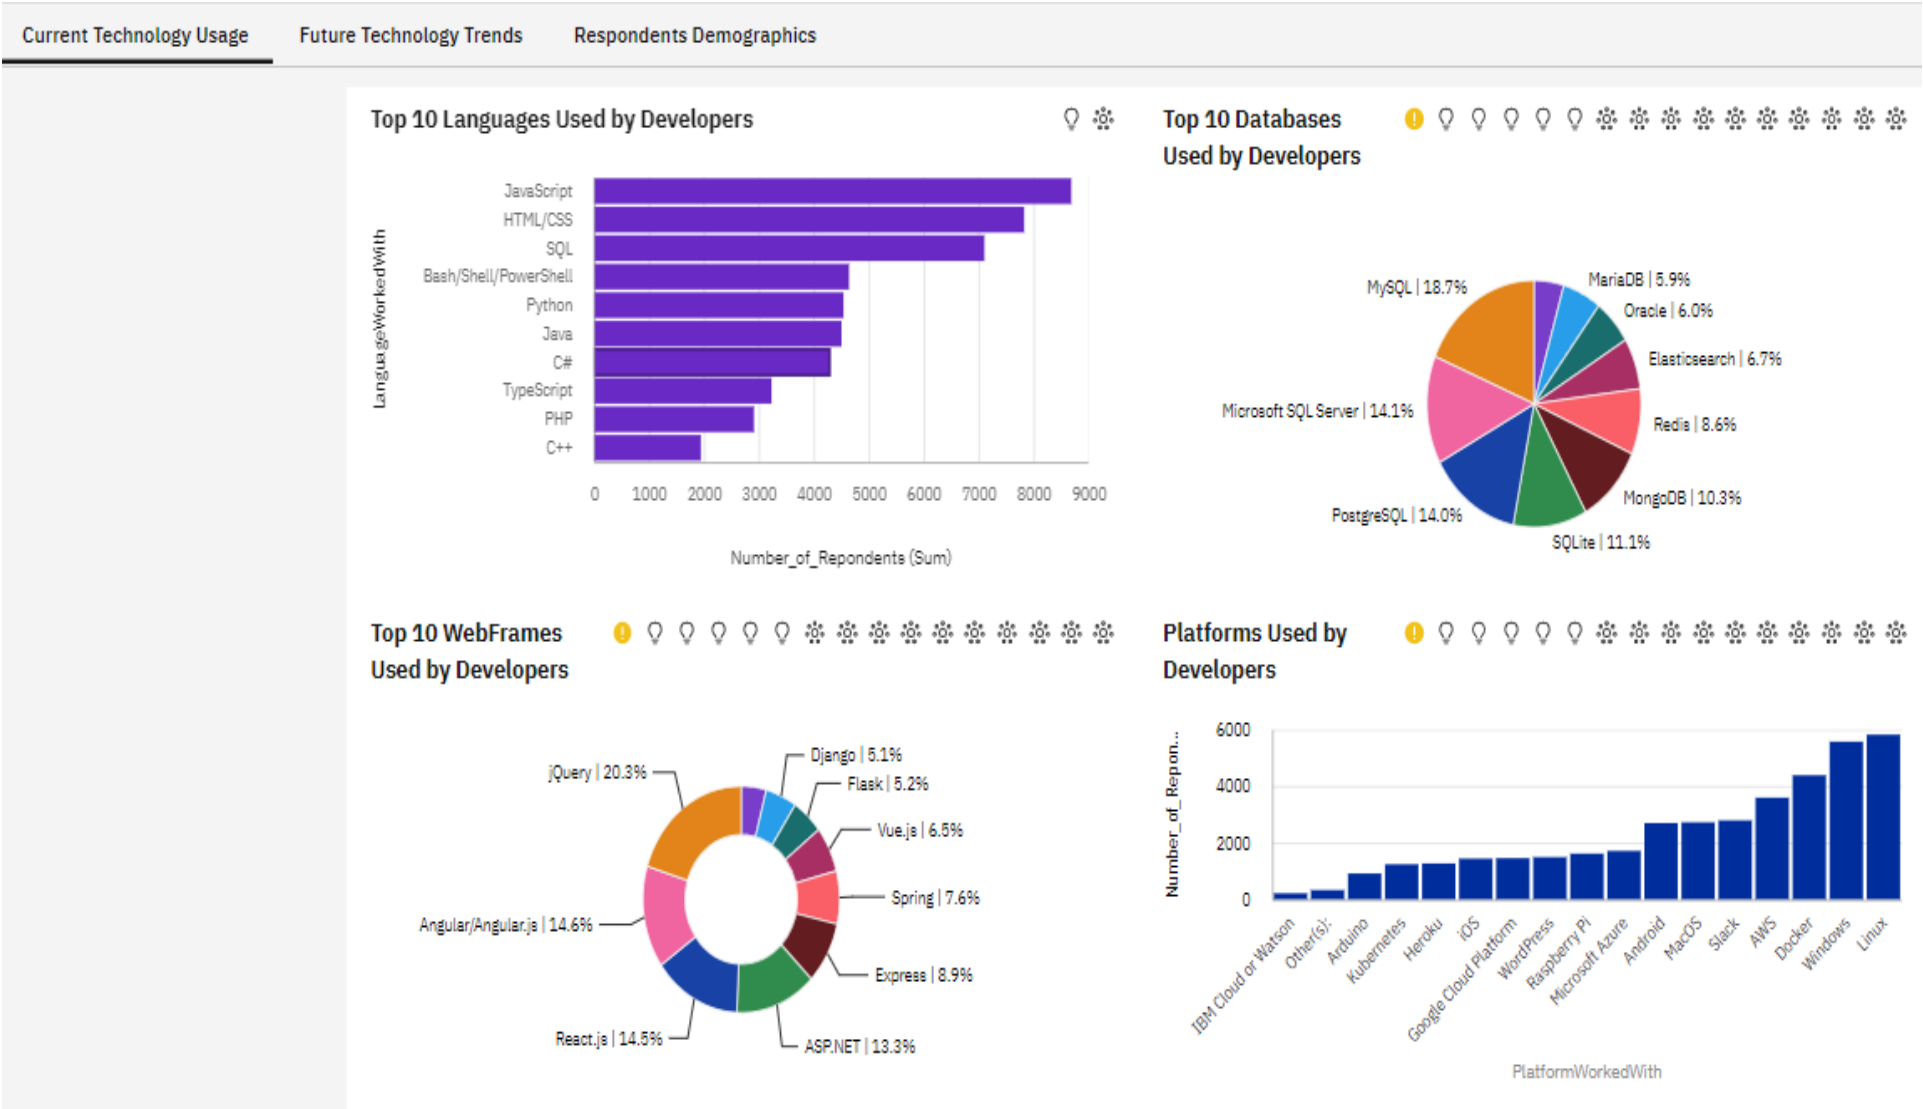 Current Technology Usage
Future Technology Trends
Respondents Demographics
Top 10 Languages Used by Developers
LanguageWorkedWith
JavaScript
HTML/CSS
SQL
Bash/Shell/PowerShell
Python
Java
C#
TypeScript
PHP
C++
0 1000 2000 3000 4000 5000 6000 7000 8000 9000
Number_of_Repondents (Sum)
Top 10 Databases
Used by Developers
MySQL | 18.7%
MariaDB | 5.9%
Oracle | 6.0%
Elasticsearch | 6.7%
Microsoft SQL Server | 14.1%
Redis | 8.6%
MongoDB | 10.3%
PostgreSQL | 14.0%
SQLite | 11.1%
Top 10 WebFrames
Used by Developers
jQuery | 20.3%
Django | 5.1%
Flask | 5.2%
Vue.js | 6.5%
Spring | 7.6%
Angular/Angular.js | 14.6%
Express | 8.9%
React.js | 14.5%
ASP.NET | 13.3%
Platforms Used by
Developers
Number_of_Repon...
6000
4000
2000
0
IBM Cloud or Watson
Other(s):
Arduino
Kubernetes
Heroku
iOS
Google Cloud Platform
WordPress
Raspberry Pi
Microsoft Azure
Android
MacOS
Slack
AWS
Docker
Windows
Linux
PlatformWorkedWith